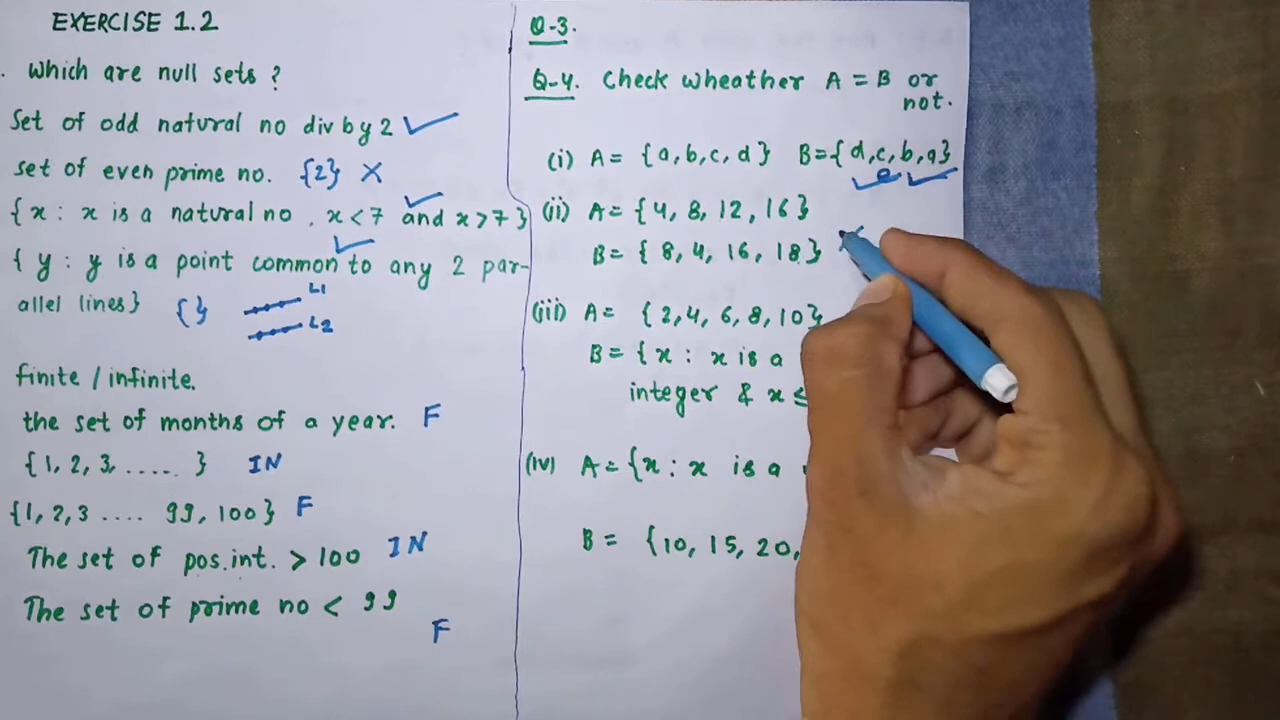 EXERCISE 1.2
. Which are null sets ?
Set of odd natural no div by 2 ✓
set of even prime no. {2} X
{ x : x is a natural no , x < 7 and x > 7 } ✓
{ y : y is a point common to any 2 par- ✓
allel lines} { } L1
L2
finite / infinite.
the set of months of a year. F
{ 1, 2, 3, ..... } IN
{1, 2, 3 .... 99, 100} F
The set of pos.int. > 100 IN
The set of prime no < 99
F
Q-3.
Q-4. Check wheather A = B or
not.
(i) A = {a, b, c, d} B = {d, c, b, a}
(ii) A = {4, 8, 12, 16}
B = { 8, 4, 16, 18}
(iii) A = { 2, 4, 6, 8, 10}
B = { x : x is a
integer & x ≤
(iv) A = {x : x is a
B = {10, 15, 20,